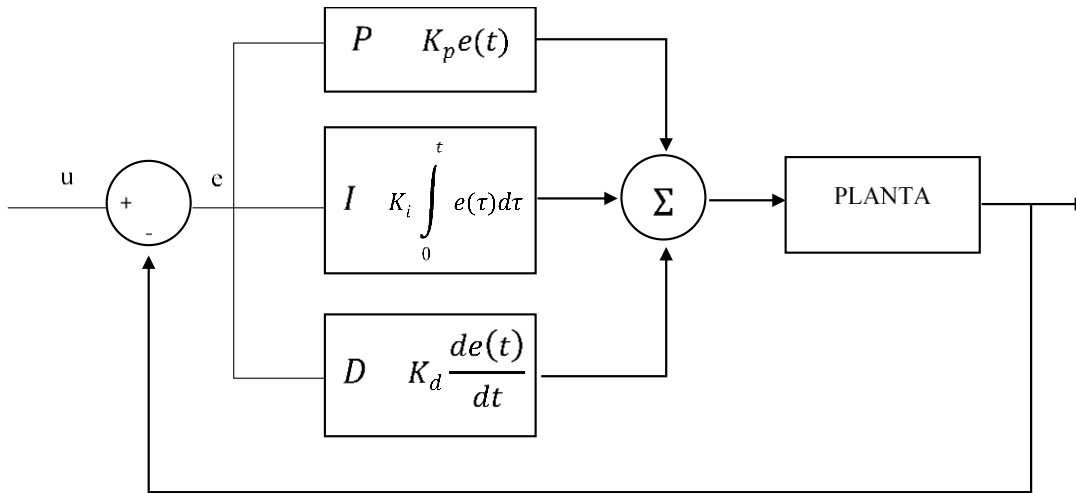 P K_p e(t)
u
e
+
-
I K_i ∫_0^t e(τ)dτ
Σ
PLANTA
D K_d de(t)/dt